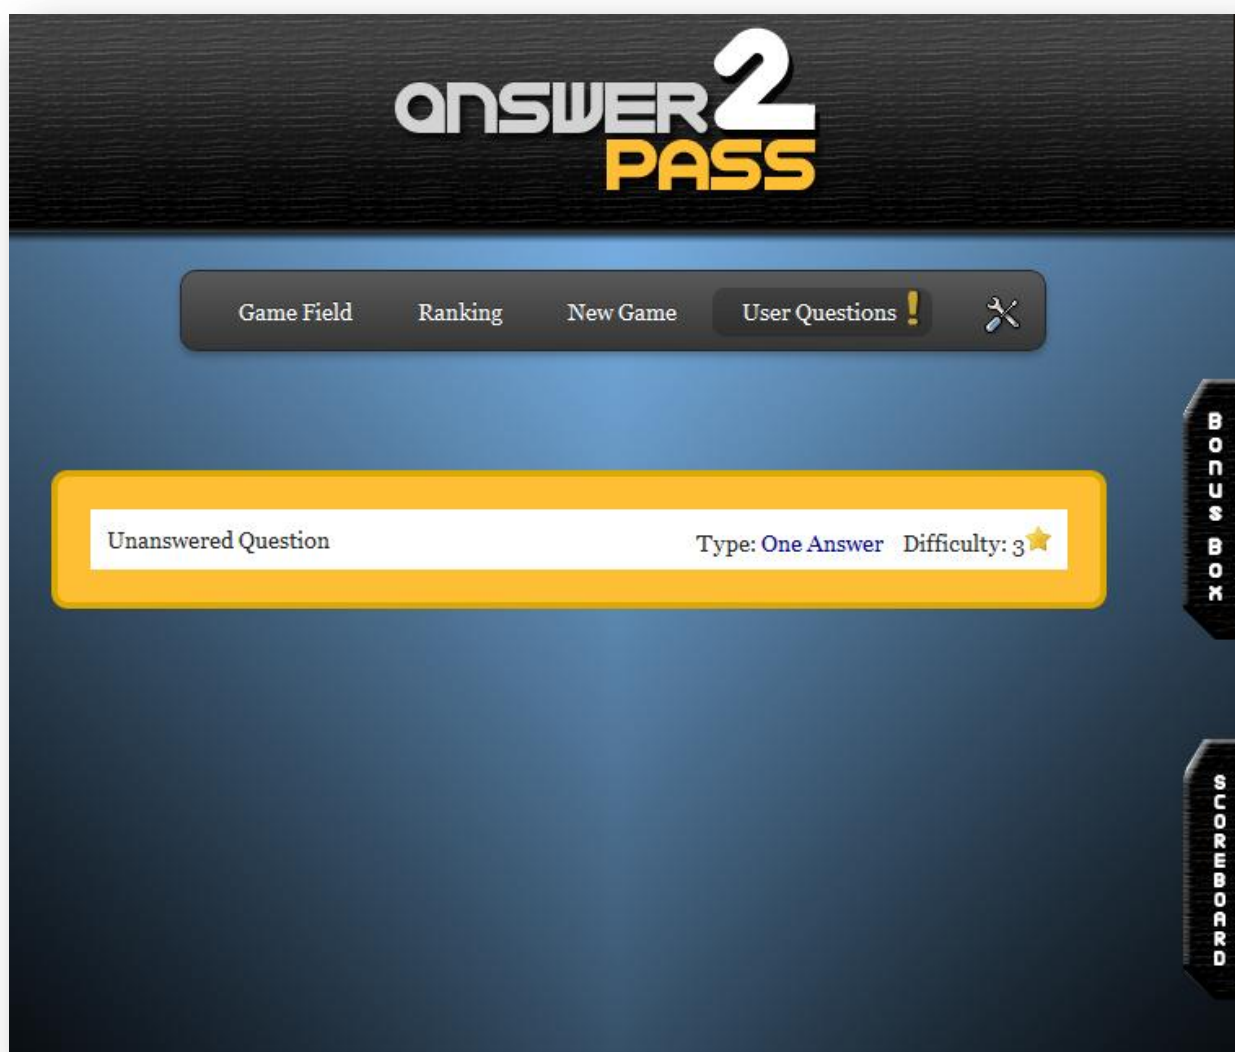 answer2
PASS
Game Field Ranking New Game User Questions !
Bonus Box
Unanswered Question Type: One Answer Difficulty: 3
SCOREBOARD